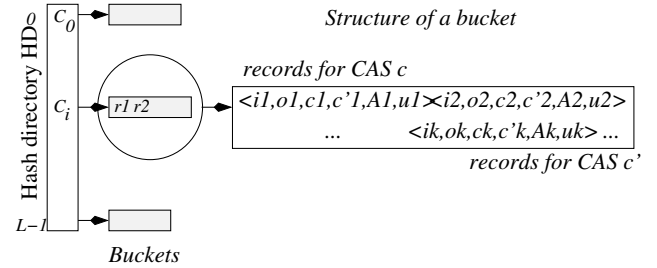 Hash directory HD
0
C0
Structure of a bucket
records for CAS c
Ci
r1 r2
<i1,o1,c1,c'1,A1,u1><i2,o2,c2,c'2,A2,u2>
... <ik,ok,ck,c'k,Ak,uk> ...
records for CAS c'
L-1
Buckets